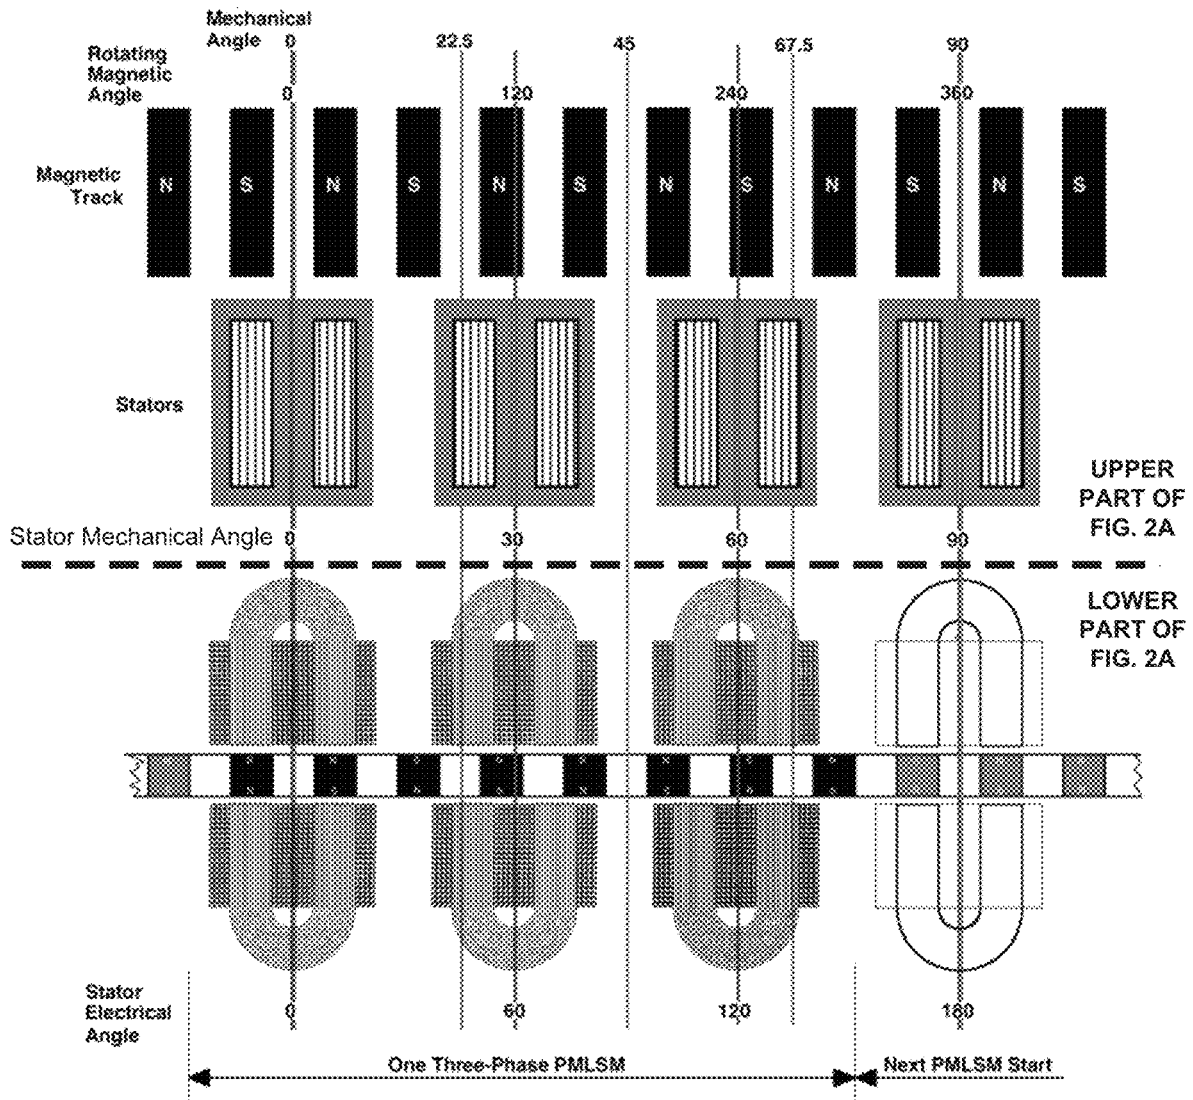 Mechanical
Angle 0 22.5 45 67.5 90
Rotating
Magnetic
Angle 0 120 240 360
Magnetic
Track
N S N S N S N S N S N S
Stators
UPPER
PART OF
FIG. 2A
Stator Mechanical Angle 0 30 60 90
LOWER
PART OF
FIG. 2A
Stator
Electrical
Angle 0 60 120 180
One Three-Phase PMLSM Next PMLSM Start